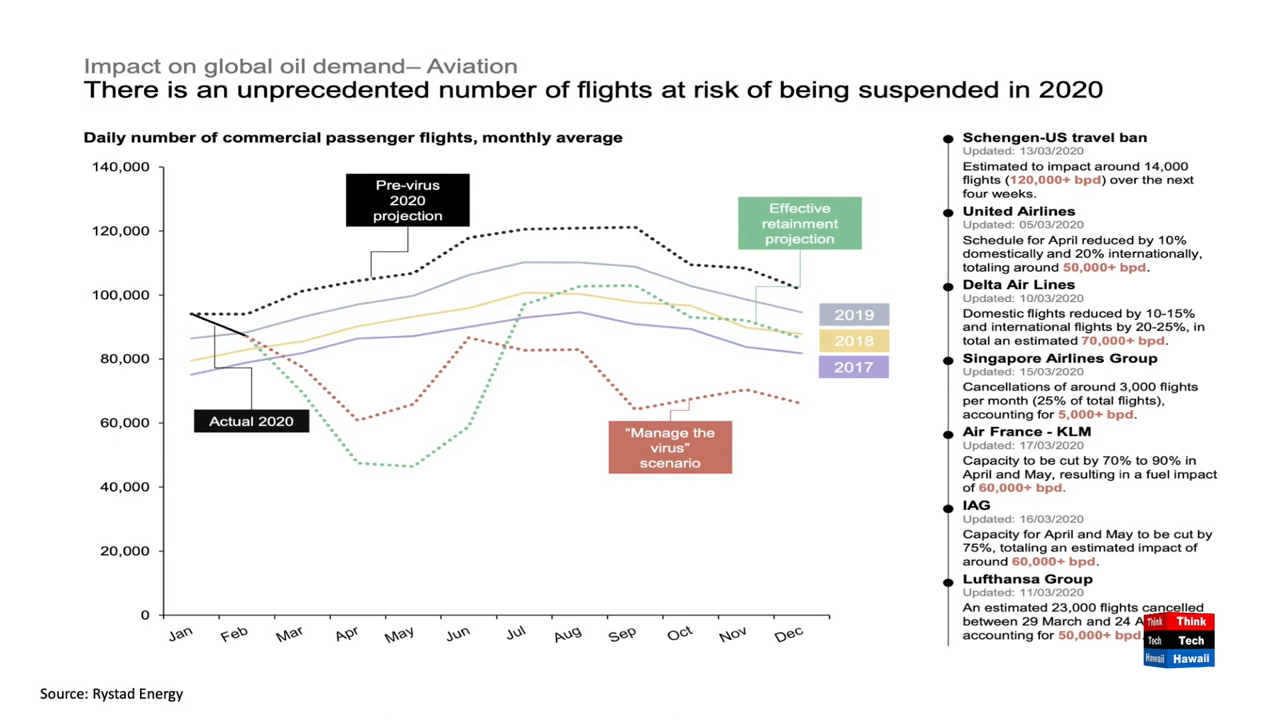 Impact on global oil demand– Aviation
There is an unprecedented number of flights at risk of being suspended in 2020
Daily number of commercial passenger flights, monthly average
140,000
120,000
100,000
80,000
60,000
40,000
20,000
0
Jan
Feb
Mar
Apr
May
Jun
Jul
Aug
Sep
Oct
Nov
Dec
Pre-virus
2020
projection
Effective
retainment
projection
2019
2018
2017
Actual 2020
“Manage the
virus”
scenario
Schengen-US travel ban
Updated: 13/03/2020
Estimated to impact around 14,000
flights (120,000+ bpd) over the next
four weeks.
United Airlines
Updated: 05/03/2020
Schedule for April reduced by 10%
domestically and 20% internationally,
totaling around 50,000+ bpd.
Delta Air Lines
Updated: 10/03/2020
Domestic flights reduced by 10-15%
and international flights by 20-25%, in
total an estimated 70,000+ bpd.
Singapore Airlines Group
Updated: 15/03/2020
Cancellations of around 3,000 flights
per month (25% of total flights),
accounting for 5,000+ bpd.
Air France - KLM
Updated: 17/03/2020
Capacity to be cut by 70% to 90% in
April and May, resulting in a fuel impact
of 60,000+ bpd.
IAG
Updated: 16/03/2020
Capacity for April and May to be cut by
75%, totaling an estimated impact of
around 60,000+ bpd.
Lufthansa Group
Updated: 11/03/2020
An estimated 23,000 flights cancelled
between 29 March and 24 A
accounting for 50,000+ bpd
Think Think
Tech Tech
Hawaii Hawaii
Source: Rystad Energy